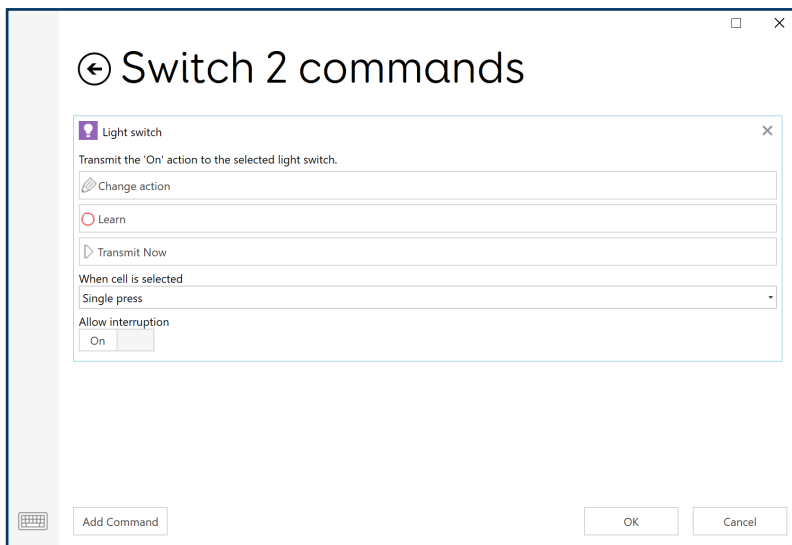 Switch 2 commands
Light switch
Transmit the 'On' action to the selected light switch.
Change action
Learn
Transmit Now
When cell is selected
Single press
Allow interruption
On
Add Command
OK
Cancel